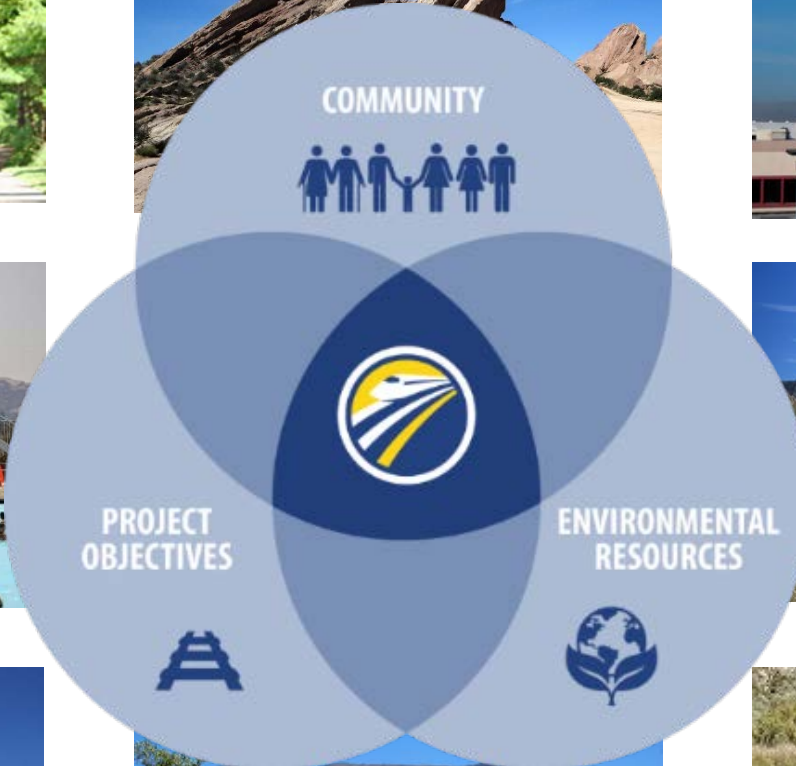 COMMUNITY
PROJECT
OBJECTIVES
ENVIRONMENTAL
RESOURCES